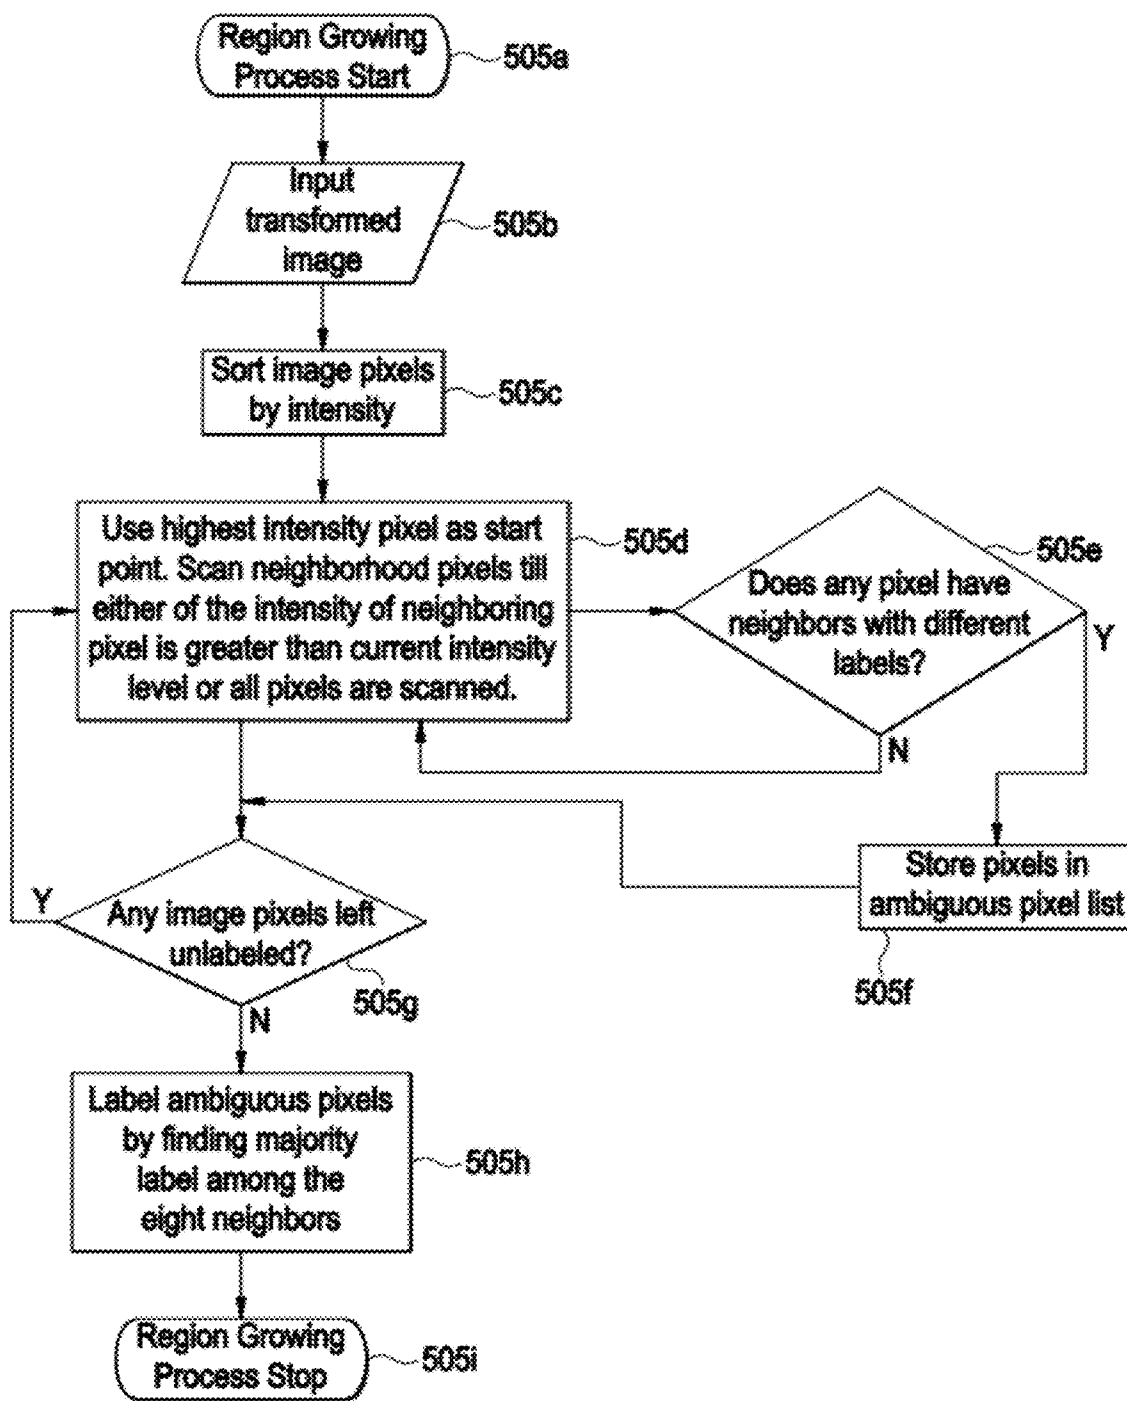 Region Growing
Process Start
505a
Input
transformed
image
505b
Sort image pixels
by intensity
505c
Use highest intensity pixel as start
point. Scan neighborhood pixels till
either of the intensity of neighboring
pixel is greater than current intensity
level or all pixels are scanned.
505d
505e
Does any pixel have
neighbors with different
labels?
Y
N
Store pixels in
ambiguous pixel list
505f
Y
Any image pixels left
unlabeled?
505g
N
Label ambiguous pixels
by finding majority
label among the
eight neighbors
505h
Region Growing
Process Stop
505i